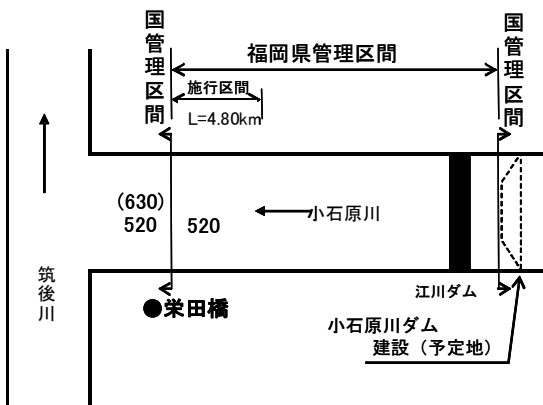 国管理区間
福岡県管理区間
国管理区間
施行区間
L=4.80km
(630)
520
520
小石原川
筑後川
江川ダム
●栄田橋
小石原川ダム
建設（予定地）